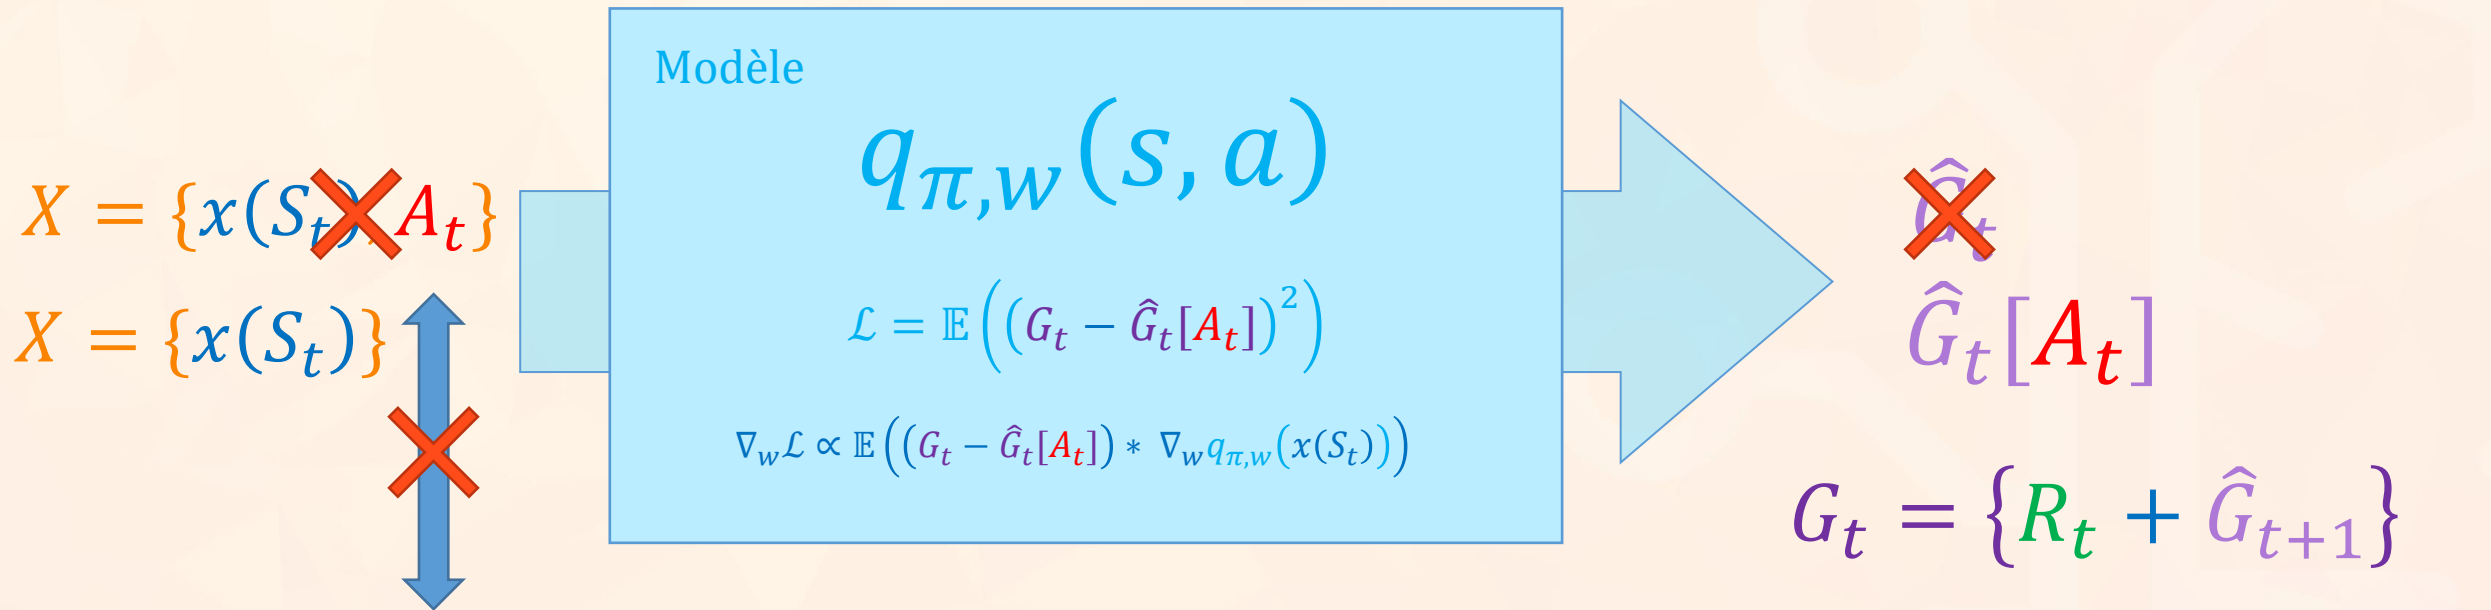 Modèle
q_{π,w}(s, a)
X = {x(S_t), A_t}
Ĝ_t
X = {x(S_t)}
ℒ = 𝔼((G_t − Ĝ_t[A_t])^2)
Ĝ_t[A_t]
∇_w ℒ ∝ 𝔼((G_t − Ĝ_t[A_t]) * ∇_w q_{π,w}(x(S_t)))
G_t = {R_t + Ĝ_{t+1}}